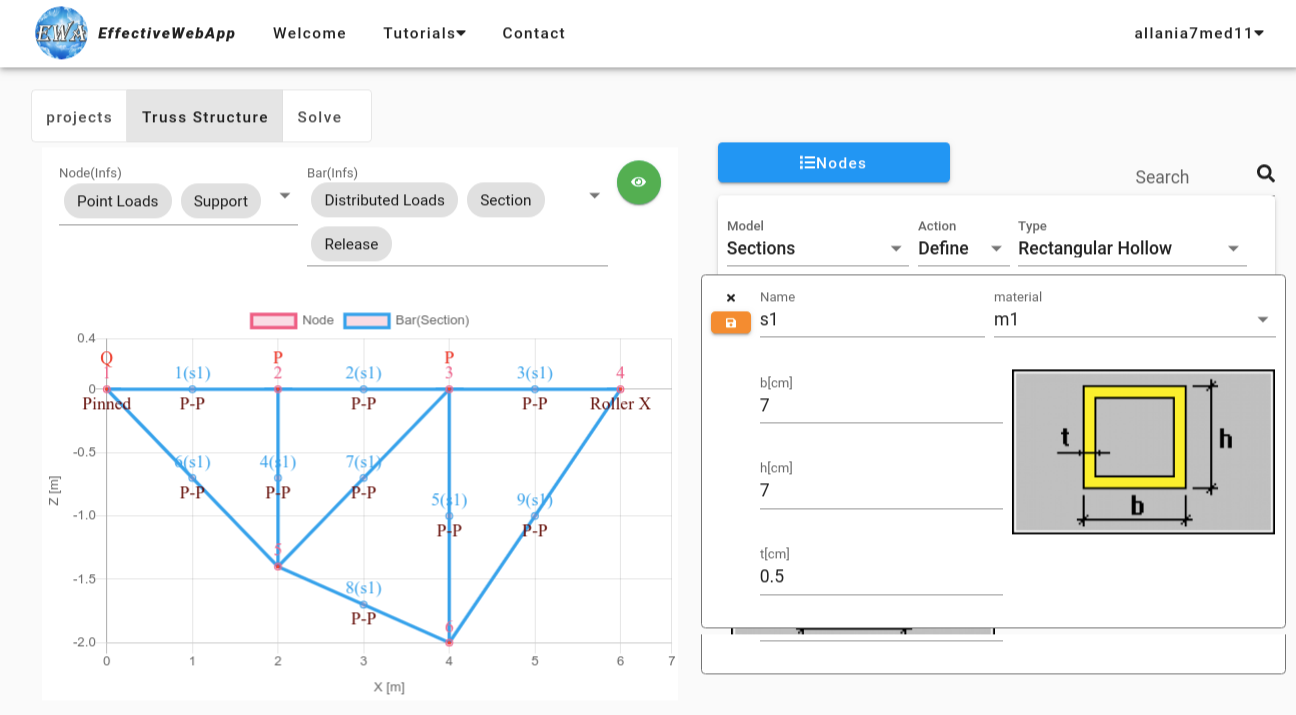 EWA EffectiveWebApp Welcome Tutorials Contact allania7med11
projects Truss Structure Solve
Node(Infs) Bar(Infs)
Point Loads Support Distributed Loads Section
Release
Nodes
Search
Model Action Type
Sections Define Rectangular Hollow
Name material
s1 m1
b[cm]
7
h[cm]
7
t[cm]
0.5
t h
b
Node Bar(Section)
0.4
Q P P
1 1(s1) 2 2(s1) 3 3(s1) 4
0
Pinned P-P P-P P-P Roller X
-0.5 6(s1) 4(s1) 7(s1)
P-P P-P P-P
Z [m]
5(s1) 9(s1)
-1.0
P-P P-P
5
-1.5
8(s1)
P-P
6
-2.0
0 1 2 3 4 5 6 7
X [m]